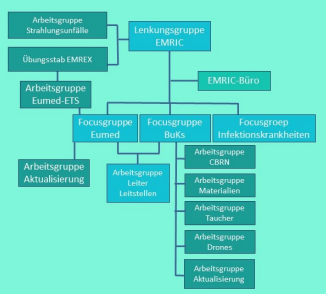 Arbeitsgruppe
Strahlungsunfälle
Lenkungsgruppe
EMRIC
Übungsstab EMREX
EMRIC-Büro
Arbeitsgruppe
Eumed-ETS
Focusgruppe
Eumed
Focusgruppe
BuKs
Focusgroep
Infektionskrankheiten
Arbeitsgruppe
Aktualisierung
Arbeitsgruppe
Leiter
Leitstellen
Arbeitsgruppe
CBRN
Arbeitsgruppe
Materialien
Arbeitsgruppe
Taucher
Arbeitsgruppe
Drones
Arbeitsgruppe
Aktualisierung